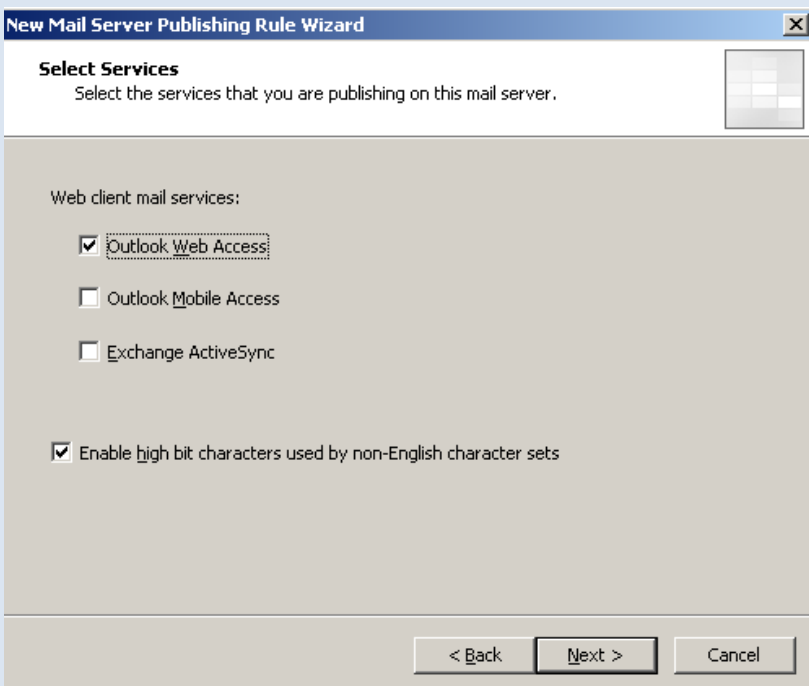 New Mail Server Publishing Rule Wizard
Select Services
Select the services that you are publishing on this mail server.
Web client mail services:
Outlook Web Access
Outlook Mobile Access
Exchange ActiveSync
Enable high bit characters used by non-English character sets
< Back Next > Cancel